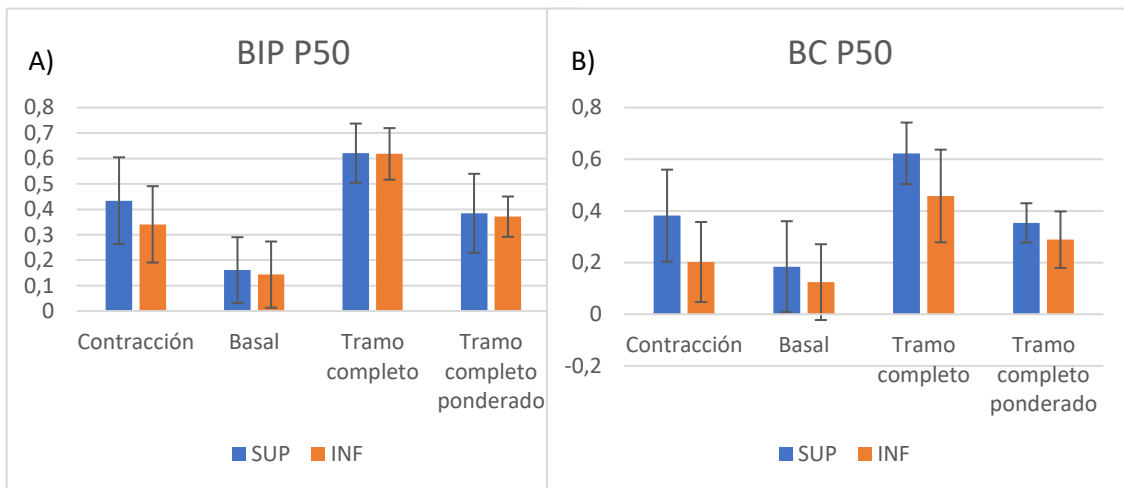 A)
BIP P50
0,8
0,7
0,6
0,5
0,4
0,3
0,2
0,1
0
Contracción
Basal
Tramo
completo
Tramo
completo
ponderado
SUP
INF
B)
BC P50
0,8
0,6
0,4
0,2
0
-0,2
Contracción
Basal
Tramo
completo
Tramo
completo
ponderado
SUP
INF